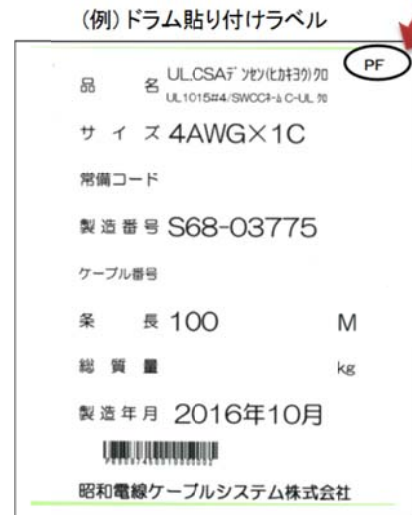 (例)ドラム貼り付けラベル
PF
品 名 UL.CSAデンセン(ヒカキヨウ)クロ
UL1015#4/SWCCネーム C-UL クロ
サイズ 4AWG×1C
常備コード
製造番号 S68-03775
ケーブル番号
条 長 100 M
総質量 kg
製造年月 2016年10月
昭和電線ケーブルシステム株式会社